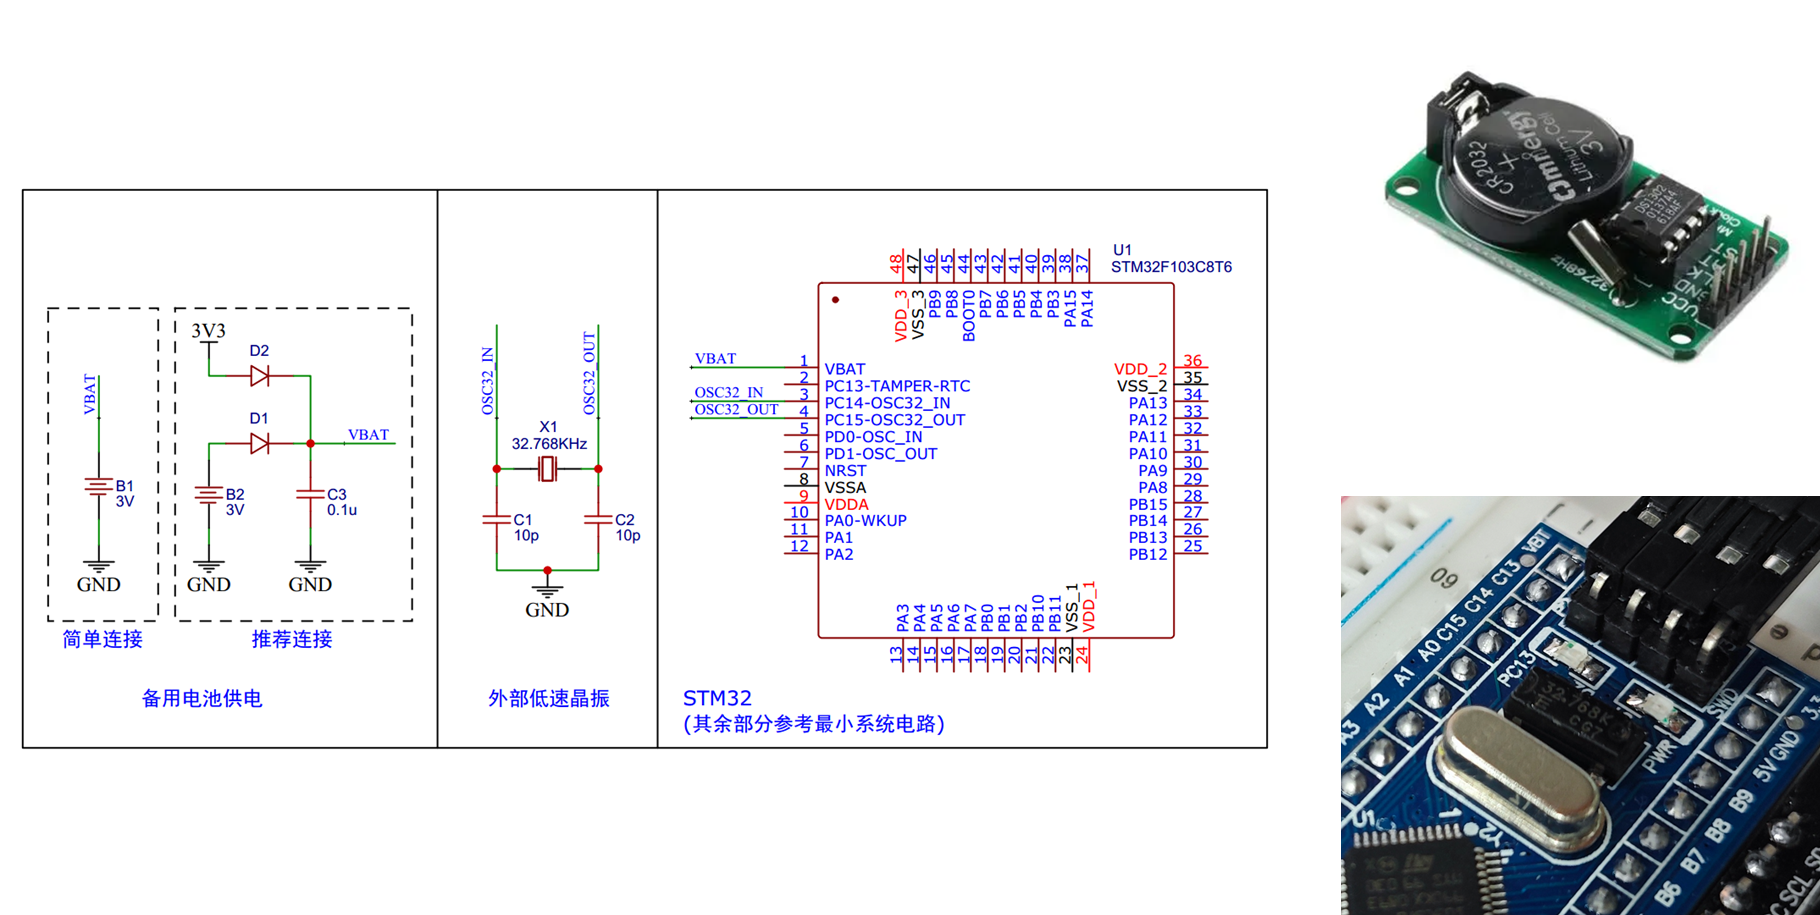 VBAT
B1
3V
GND
简单连接
3V3
D2
D1
VBAT
B2
3V
C3
0.1u
GND
GND
推荐连接
备用电池供电
OSC32_IN
OSC32_OUT
X1
32.768KHz
C1
10p
C2
10p
GND
外部低速晶振
U1
STM32F103C8T6
48 47 46 45 44 43 42 41 40 39 38 37
VDD_3 VSS_3 PB9 PB8 BOOT0 PB7 PB6 PB5 PB4 PB3 PA15 PA14
VBAT 1 VBAT
2 PC13-TAMPER-RTC
OSC32_IN 3 PC14-OSC32_IN
OSC32_OUT 4 PC15-OSC32_OUT
5 PD0-OSC_IN
6 PD1-OSC_OUT
7 NRST
8 VSSA
9 VDDA
10 PA0-WKUP
11 PA1
12 PA2
VDD_2 36
VSS_2 35
PA13 34
PA12 33
PA11 32
PA10 31
PA9 30
PA8 29
PB15 28
PB14 27
PB13 26
PB12 25
PA3 PA4 PA5 PA6 PA7 PB0 PB1 PB2 PB10 PB11 VSS_1 VDD_1
13 14 15 16 17 18 19 20 21 22 23 24
STM32
(其余部分参考最小系统电路)
CR2032
+
Omnergy
Lithium Cell
3V
DS1302
0137A4
618AF
32768Hz
VCC
GND
VBT
C13
C14
C15
A0
A1
A2
A3
60
PC13
32.768K
PWR
SWD
3.3
GND
5V
B9
B8
B7
B6
U1
1
Y2
SCL